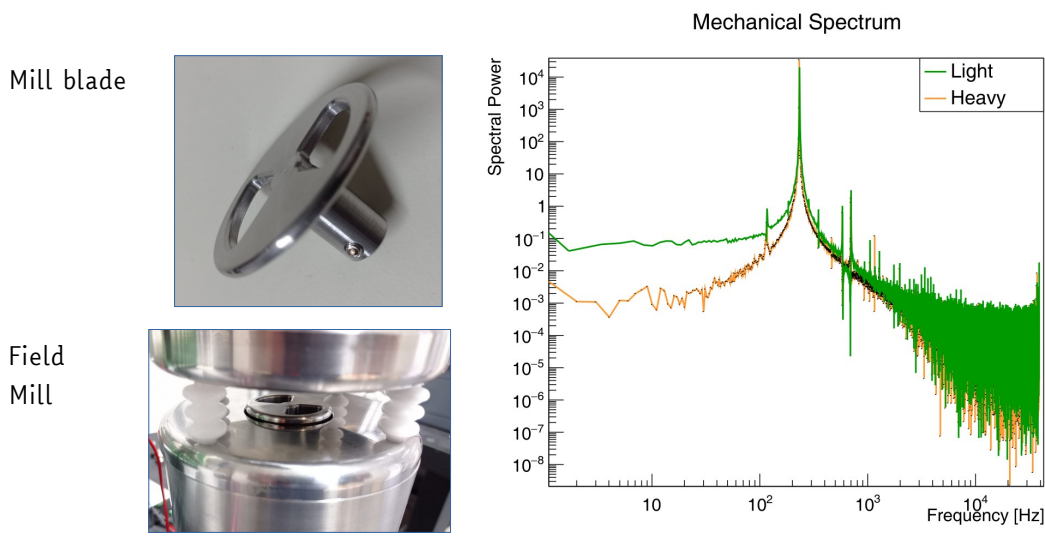 Mill blade
Field
Mill
Mechanical Spectrum
Spectral Power
Light
Heavy
10⁴
10³
10²
10
1
10⁻¹
10⁻²
10⁻³
10⁻⁴
10⁻⁵
10⁻⁶
10⁻⁷
10⁻⁸
10
10²
10³
10⁴
Frequency [Hz]